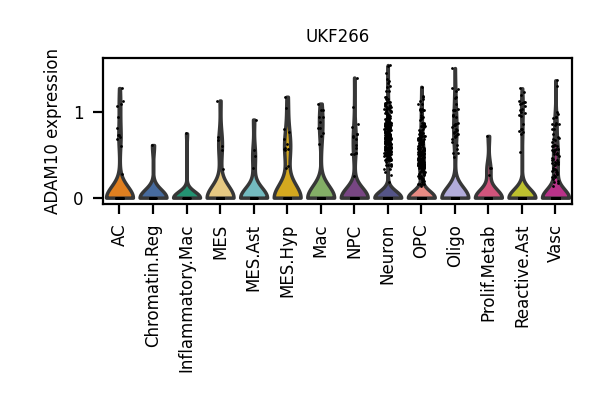 UKF266
ADAM10 expression
1
0
AC
Chromatin.Reg
Inflammatory.Mac
MES
MES.Ast
MES.Hyp
Mac
NPC
Neuron
OPC
Oligo
Prolif.Metab
Reactive.Ast
Vasc